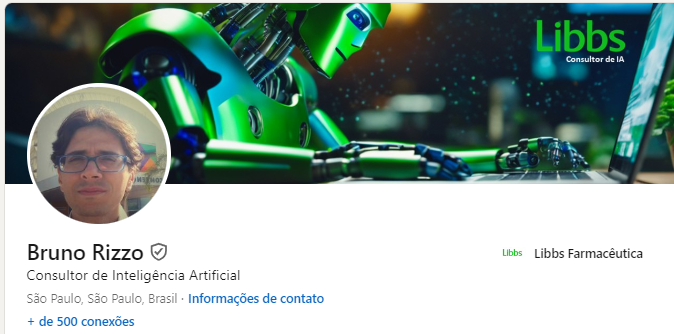 Libbs
Consultor de IA
Bruno Rizzo
Libbs Libbs Farmacêutica
Consultor de Inteligência Artificial
São Paulo, São Paulo, Brasil · Informações de contato
+ de 500 conexões